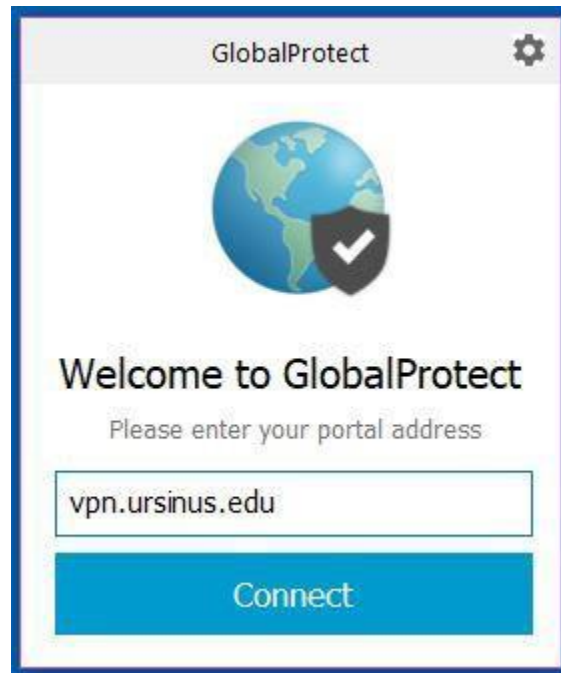 GlobalProtect
Welcome to GlobalProtect
Please enter your portal address
vpn.ursinus.edu
Connect